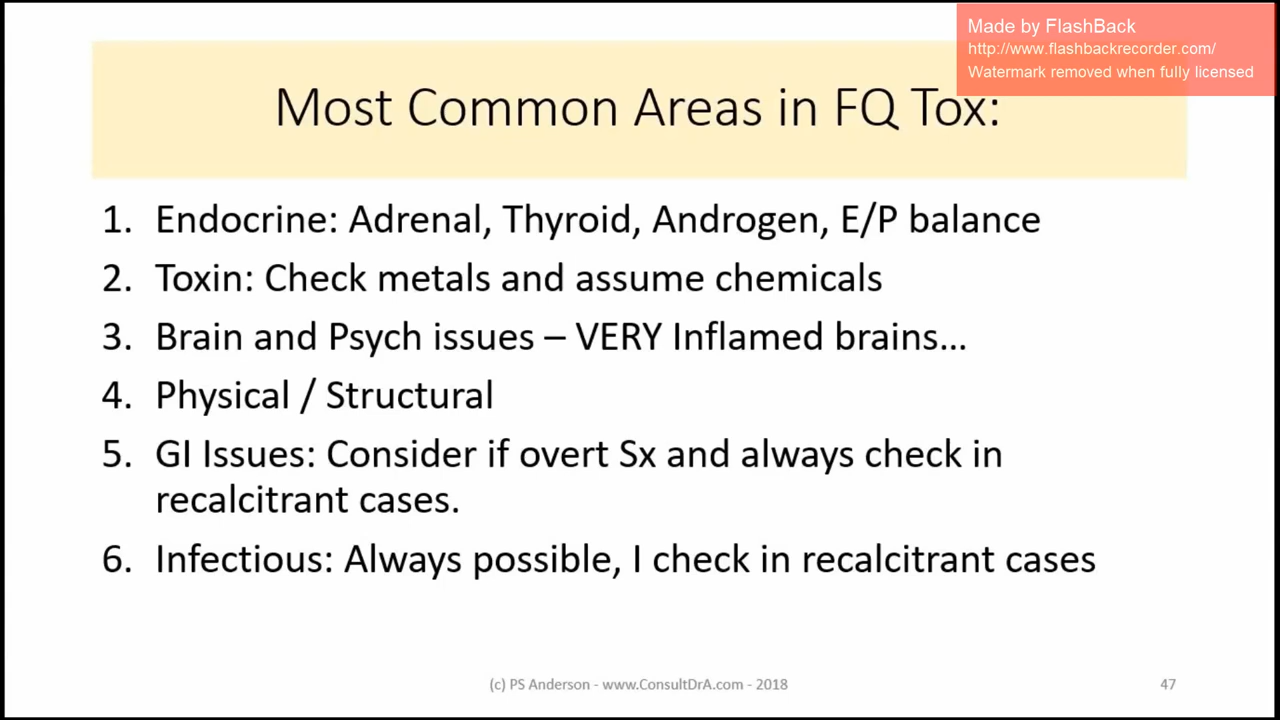 Made by FlashBack
http://www.flashbackrecorder.com/
Watermark removed when fully licensed
Most Common Areas in FQ Tox:
1. Endocrine: Adrenal, Thyroid, Androgen, E/P balance
2. Toxin: Check metals and assume chemicals
3. Brain and Psych issues – VERY Inflamed brains...
4. Physical / Structural
5. GI Issues: Consider if overt Sx and always check in
recalcitrant cases.
6. Infectious: Always possible, I check in recalcitrant cases
(c) PS Anderson - www.ConsultDrA.com - 2018
47